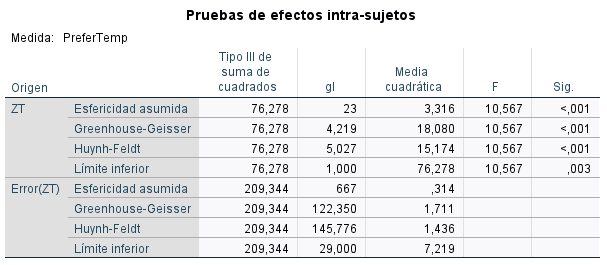 Pruebas de efectos intra-sujetos
Medida: PreferTemp
Origen Tipo III de suma de cuadrados gl Media cuadrática F Sig.
ZT Esfericidad asumida 76,278 23 3,316 10,567 <,001
Greenhouse-Geisser 76,278 4,219 18,080 10,567 <,001
Huynh-Feldt 76,278 5,027 15,174 10,567 <,001
Límite inferior 76,278 1,000 76,278 10,567 ,003
Error(ZT) Esfericidad asumida 209,344 667 ,314
Greenhouse-Geisser 209,344 122,350 1,711
Huynh-Feldt 209,344 145,776 1,436
Límite inferior 209,344 29,000 7,219